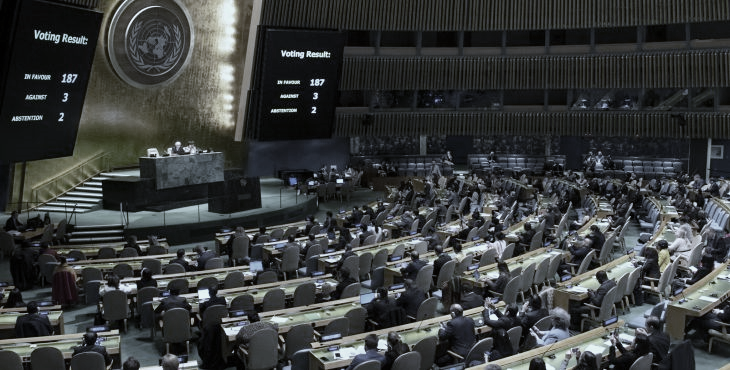 Voting Result:
IN FAVOUR 187
AGAINST 3
ABSTENTION 2
Voting Result:
IN FAVOUR 187
AGAINST 3
ABSTENTION 2